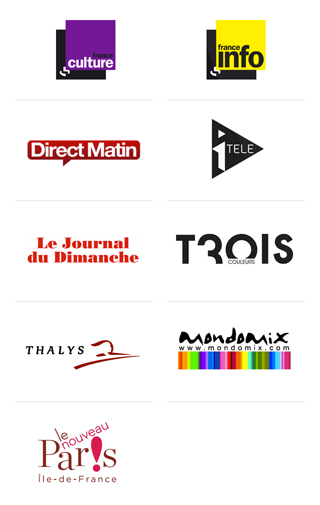 france
culture
france
info
Direct Matin
i
TELE
Le Journal
du Dimanche
TROIS
COULEURS
THALYS
mondomix
www.mondomix.com
le
nouveau
Par!s
Île-de-France